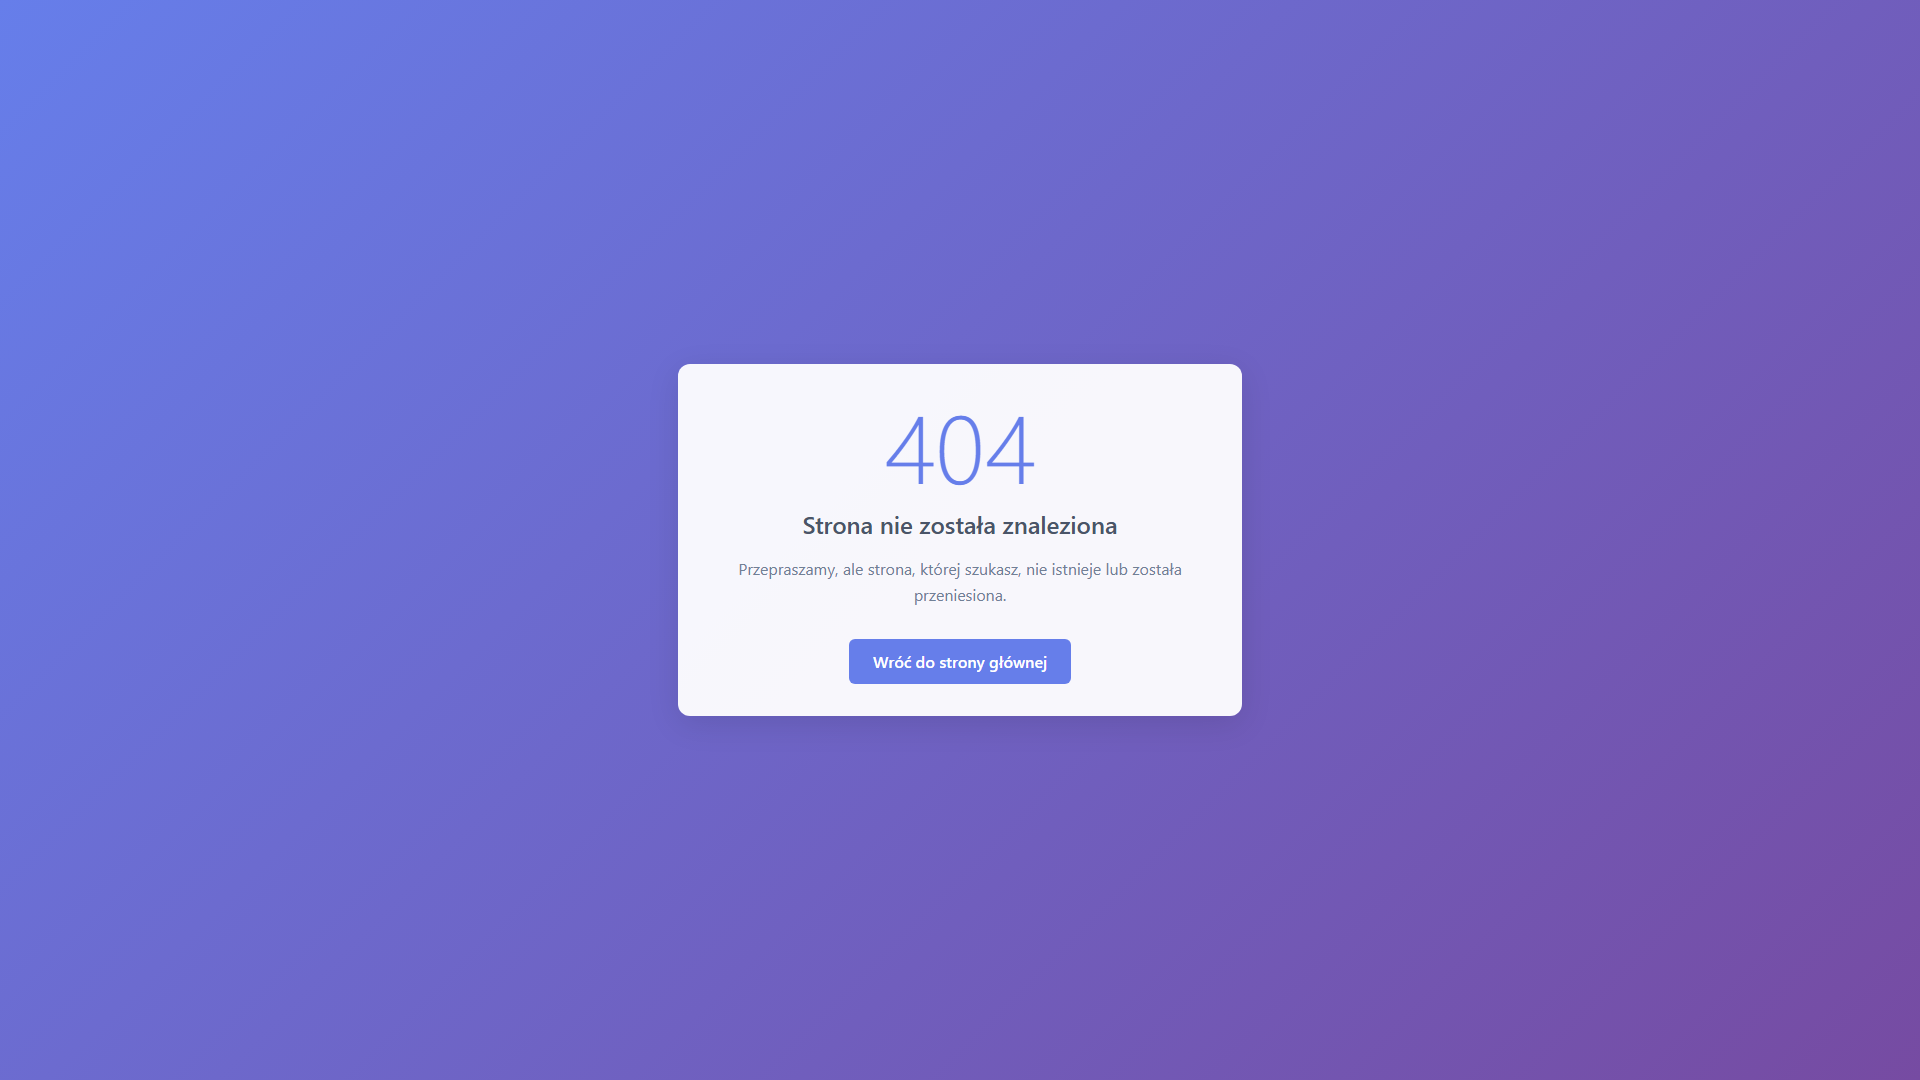 404
Strona nie została znaleziona
Przepraszamy, ale strona, której szukasz, nie istnieje lub została
przeniesiona.
Wróć do strony głównej